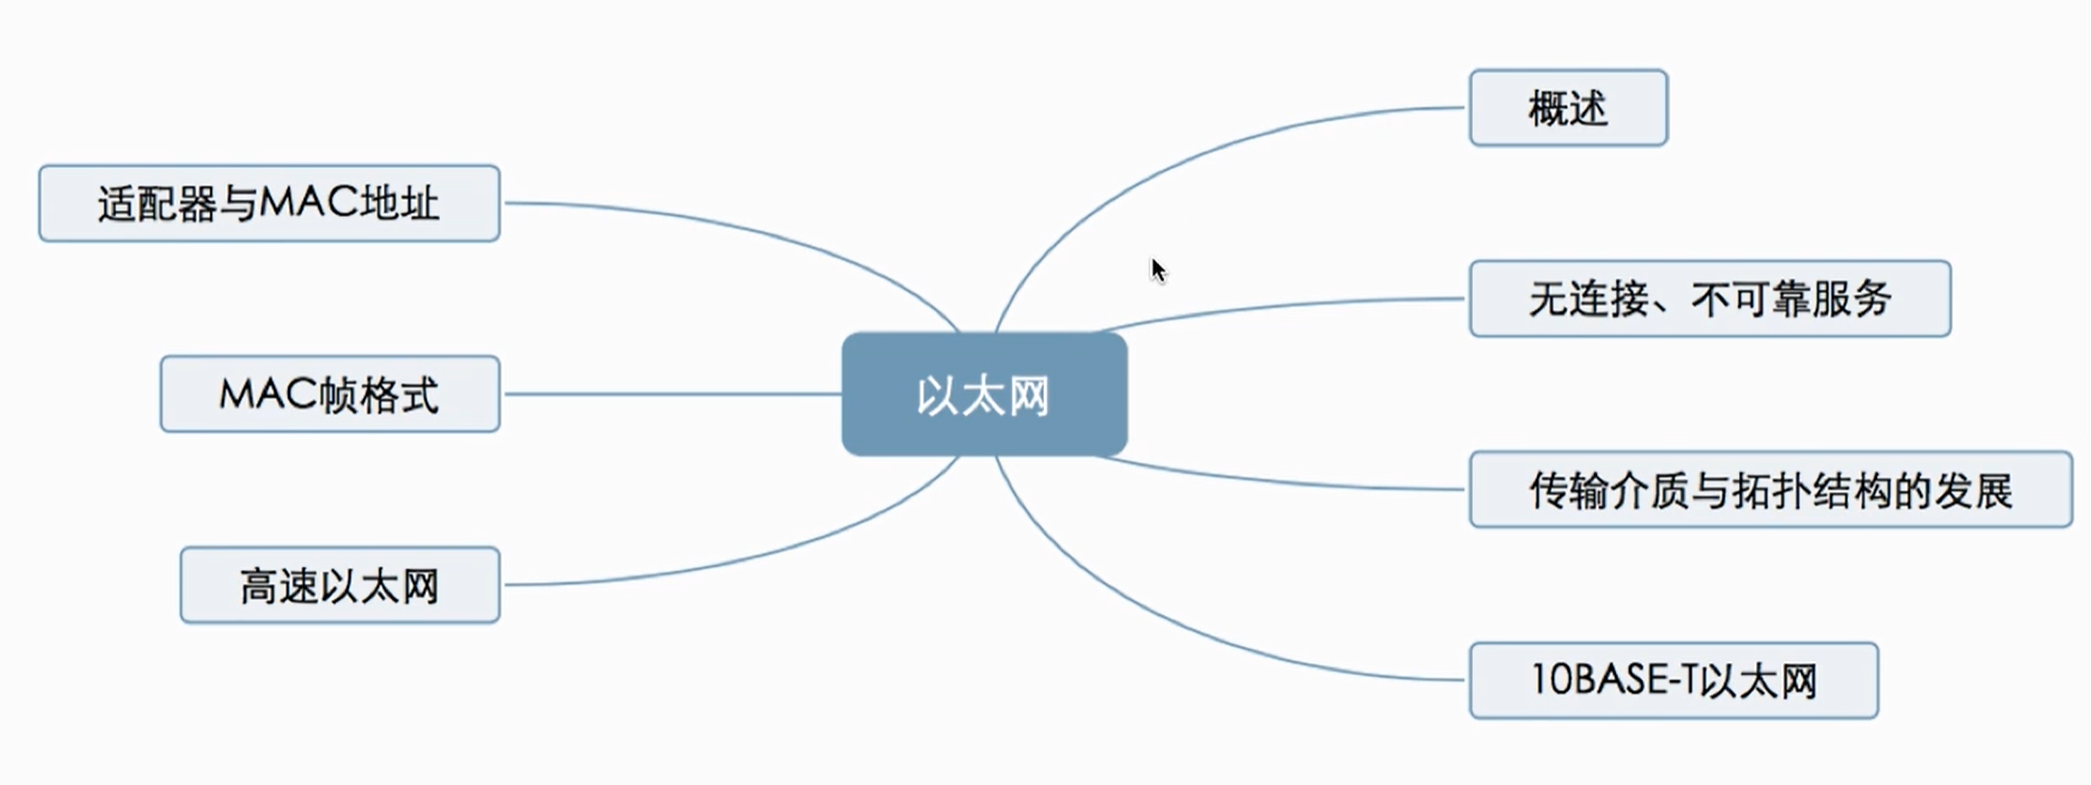 概述
适配器与MAC地址
无连接、不可靠服务
MAC帧格式
以太网
传输介质与拓扑结构的发展
高速以太网
10BASE-T以太网